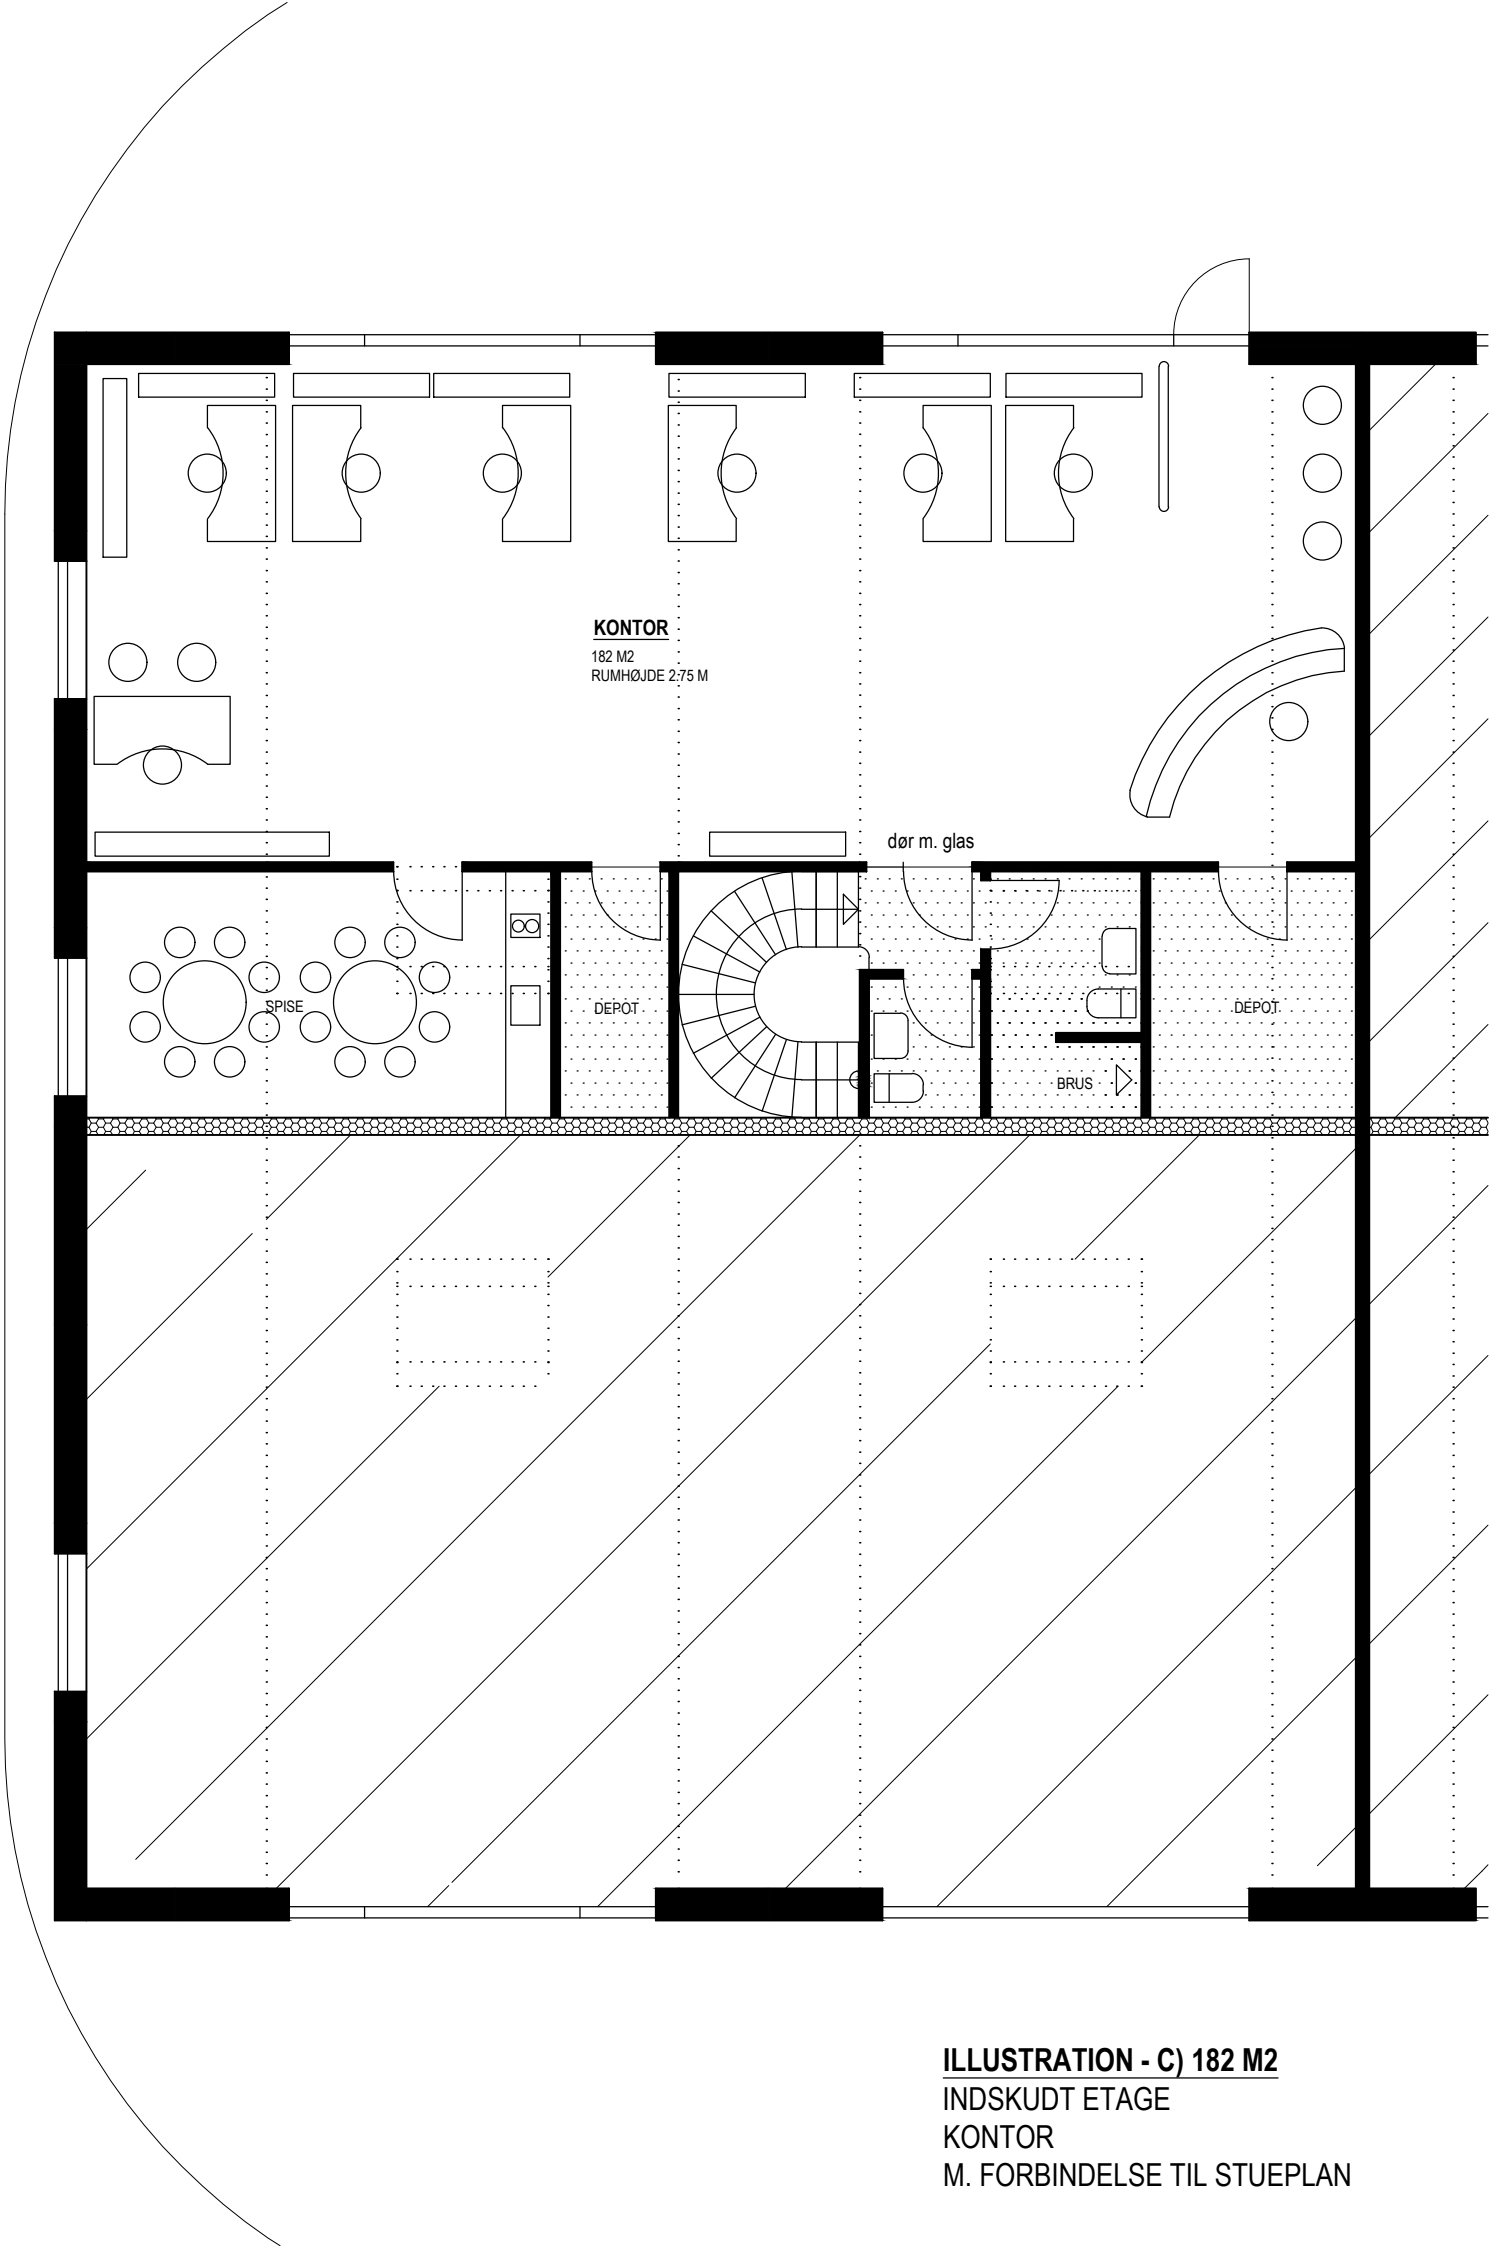 KONTOR
182 M2
RUMHØJDE 2.75 M
dør m. glas
SPISE
DEPOT
DEPOT
BRUS
ILLUSTRATION - C) 182 M2
INDSKUDT ETAGE
KONTOR
M. FORBINDELSE TIL STUEPLAN